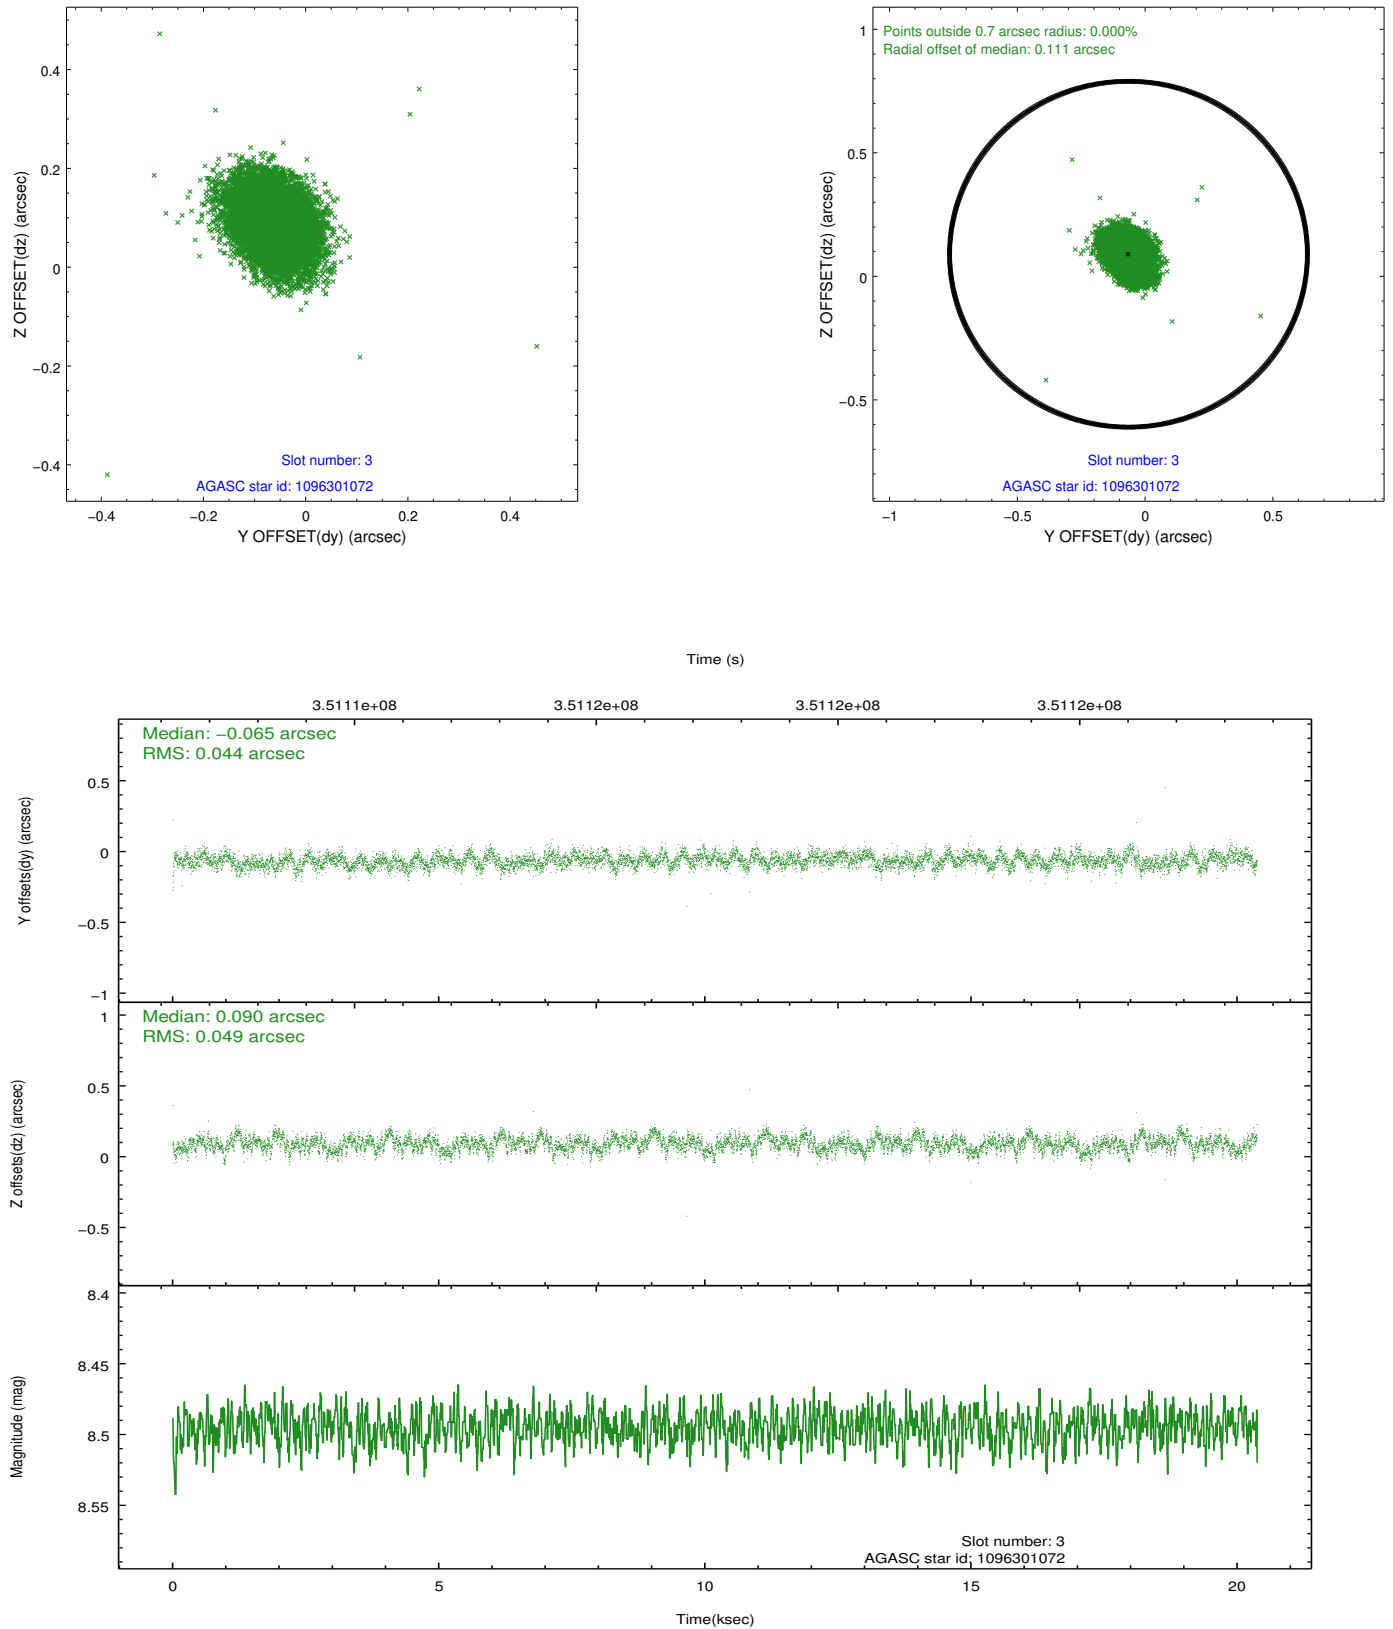 0.4
0.2
0
−0.2
−0.4
Z OFFSET(dz) (arcsec)
Slot number: 3
AGASC star id: 1096301072
−0.4
−0.2
0
0.2
0.4
Y OFFSET(dy) (arcsec)
Points outside 0.7 arcsec radius: 0.000%
Radial offset of median: 0.111 arcsec
1
0.5
0
−0.5
Z OFFSET(dz) (arcsec)
Slot number: 3
AGASC star id: 1096301072
−1
−0.5
0
0.5
Y OFFSET(dy) (arcsec)
Time (s)
3.5111e+08
3.5112e+08
3.5112e+08
3.5112e+08
Median: −0.065 arcsec
RMS: 0.044 arcsec
0.5
0
−0.5
−1
Y offsets(dy) (arcsec)
Median: 0.090 arcsec
RMS: 0.049 arcsec
1
0.5
0
−0.5
Z offsets(dz) (arcsec)
8.4
8.45
8.5
8.55
Magnitude (mag)
Slot number: 3
AGASC star id: 1096301072
0
5
10
15
20
Time(ksec)